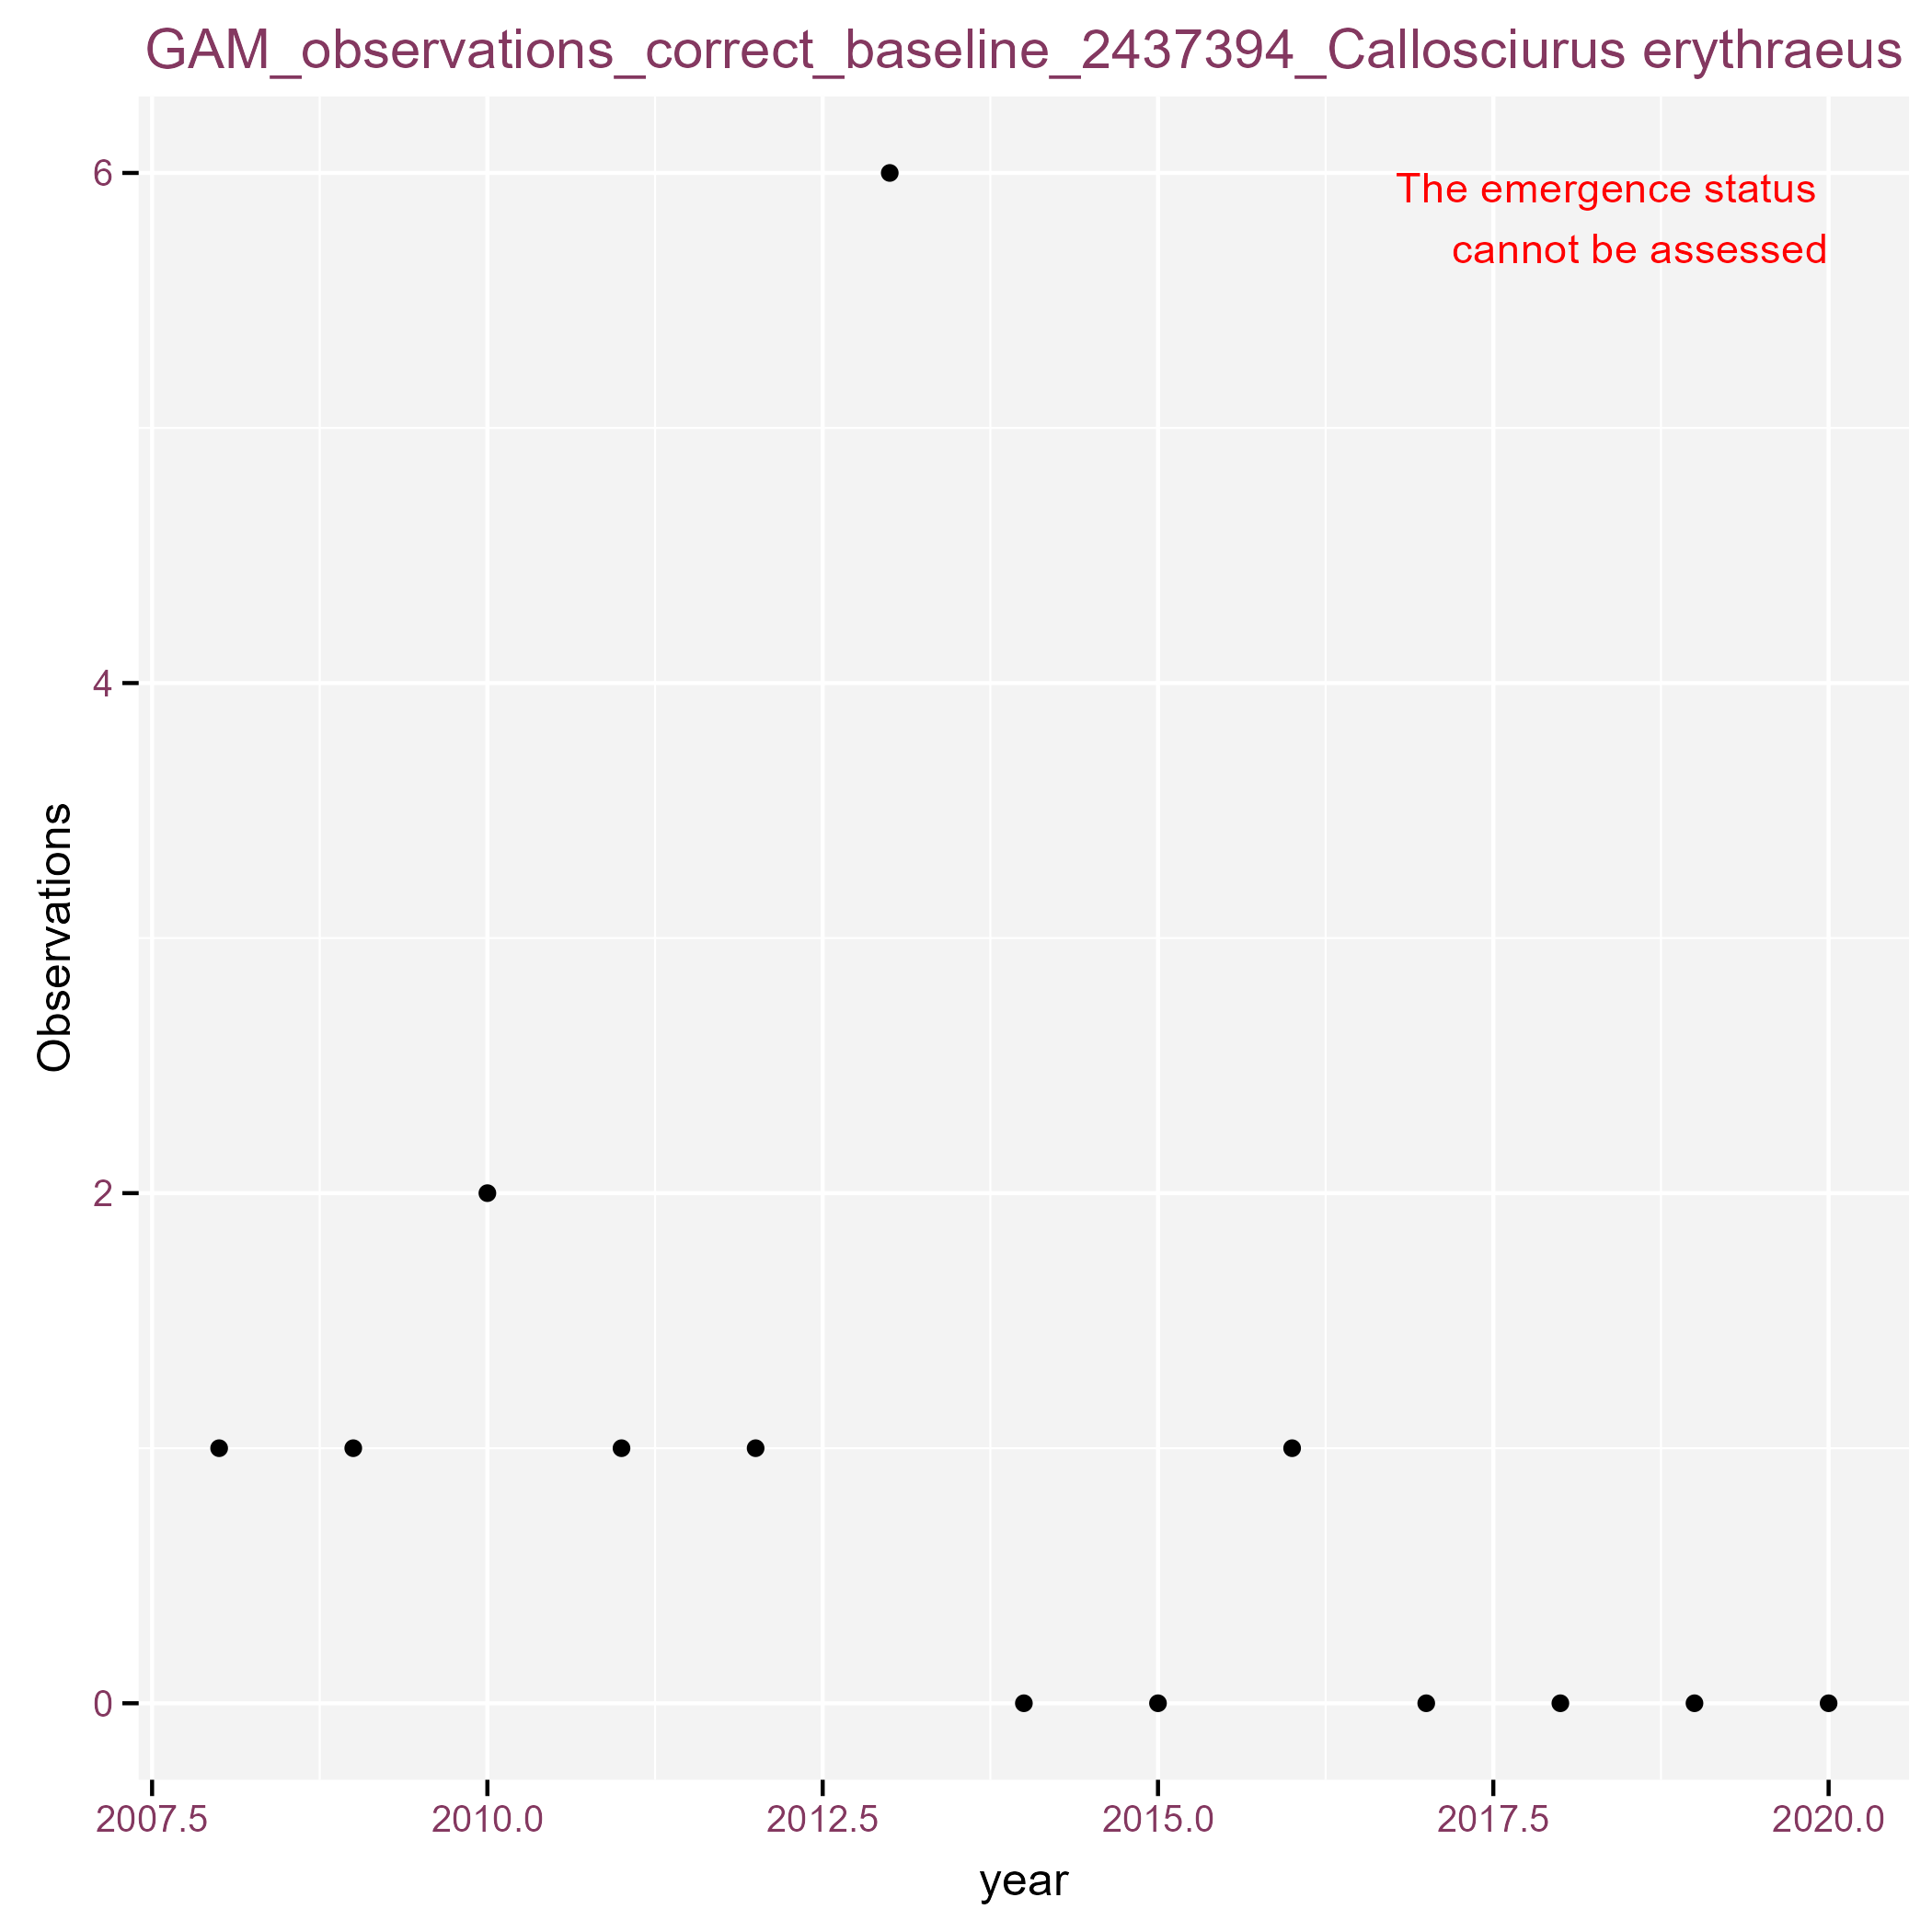 GAM_observations_correct_baseline_2437394_Callosciurus erythraeus
6
The emergence status
cannot be assessed
4
Observations
2
0
2007.5 2010.0 2012.5 2015.0 2017.5 2020.0
year